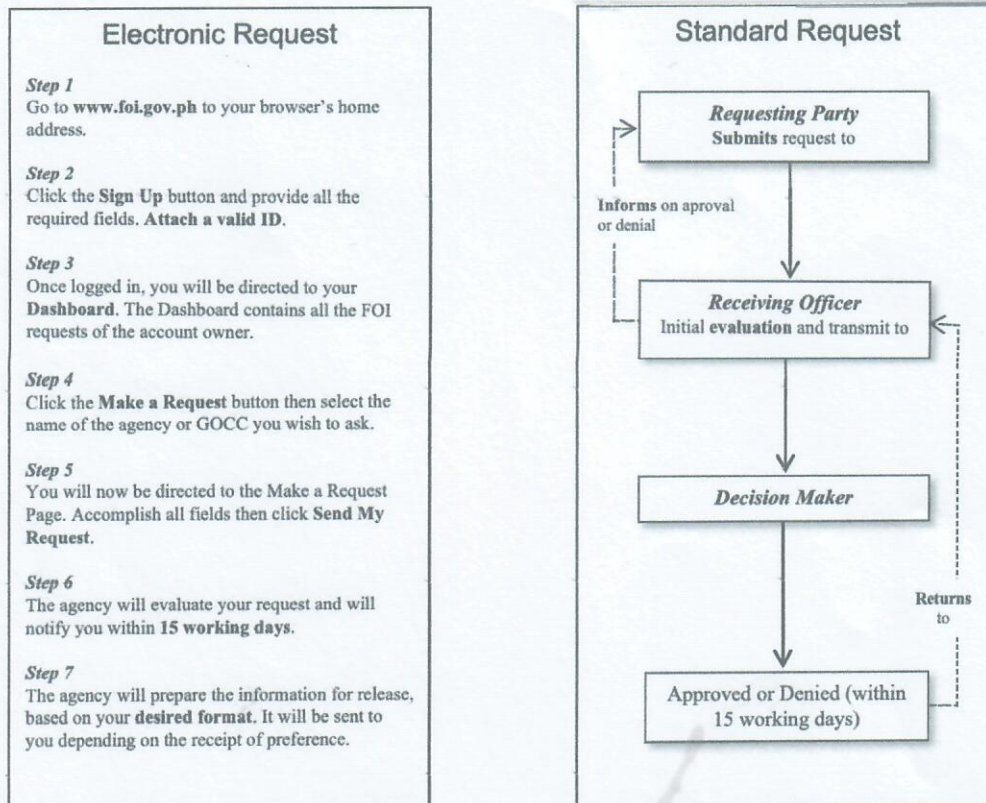 Electronic Request
Step 1
Go to www.foi.gov.ph to your browser's home
address.
Step 2
Click the Sign Up button and provide all the
required fields. Attach a valid ID.
Step 3
Once logged in, you will be directed to your
Dashboard. The Dashboard contains all the FOI
requests of the account owner.
Step 4
Click the Make a Request button then select the
name of the agency or GOCC you wish to ask.
Step 5
You will now be directed to the Make a Request
Page. Accomplish all fields then click Send My
Request.
Step 6
The agency will evaluate your request and will
notify you within 15 working days.
Step 7
The agency will prepare the information for release,
based on your desired format. It will be sent to
you depending on the receipt of preference.
Standard Request
Requesting Party
Submits request to
Informs on aproval
or denial
Receiving Officer
Initial evaluation and transmit to
Decision Maker
Returns
to
Approved or Denied (within
15 working days)